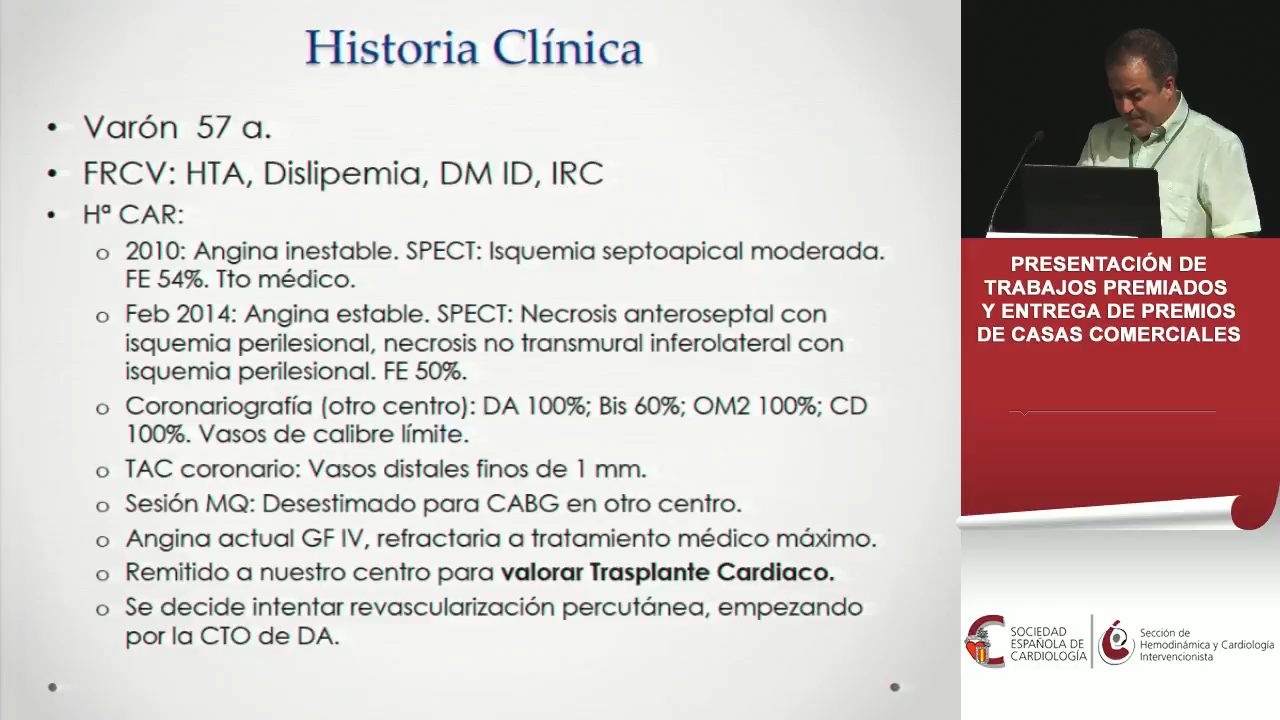 Historia Clínica
• Varón 57 a.
• FRCV: HTA, Dislipemia, DM ID, IRC
• Hª CAR:
o 2010: Angina inestable. SPECT: Isquemia septoapical moderada.
FE 54%. Tto médico.
o Feb 2014: Angina estable. SPECT: Necrosis anteroseptal con
isquemia perilesional, necrosis no transmural inferolateral con
isquemia perilesional. FE 50%.
o Coronariografía (otro centro): DA 100%; Bis 60%; OM2 100%; CD
100%. Vasos de calibre límite.
o TAC coronario: Vasos distales finos de 1 mm.
o Sesión MQ: Desestimado para CABG en otro centro.
o Angina actual GF IV, refractaria a tratamiento médico máximo.
o Remitido a nuestro centro para valorar Trasplante Cardiaco.
o Se decide intentar revascularización percutánea, empezando
por la CTO de DA.
PRESENTACIÓN DE
TRABAJOS PREMIADOS
Y ENTREGA DE PREMIOS
DE CASAS COMERCIALES
SOCIEDAD
ESPAÑOLA DE
CARDIOLOGÍA
Sección de
Hemodinámica y Cardiología
Intervencionista